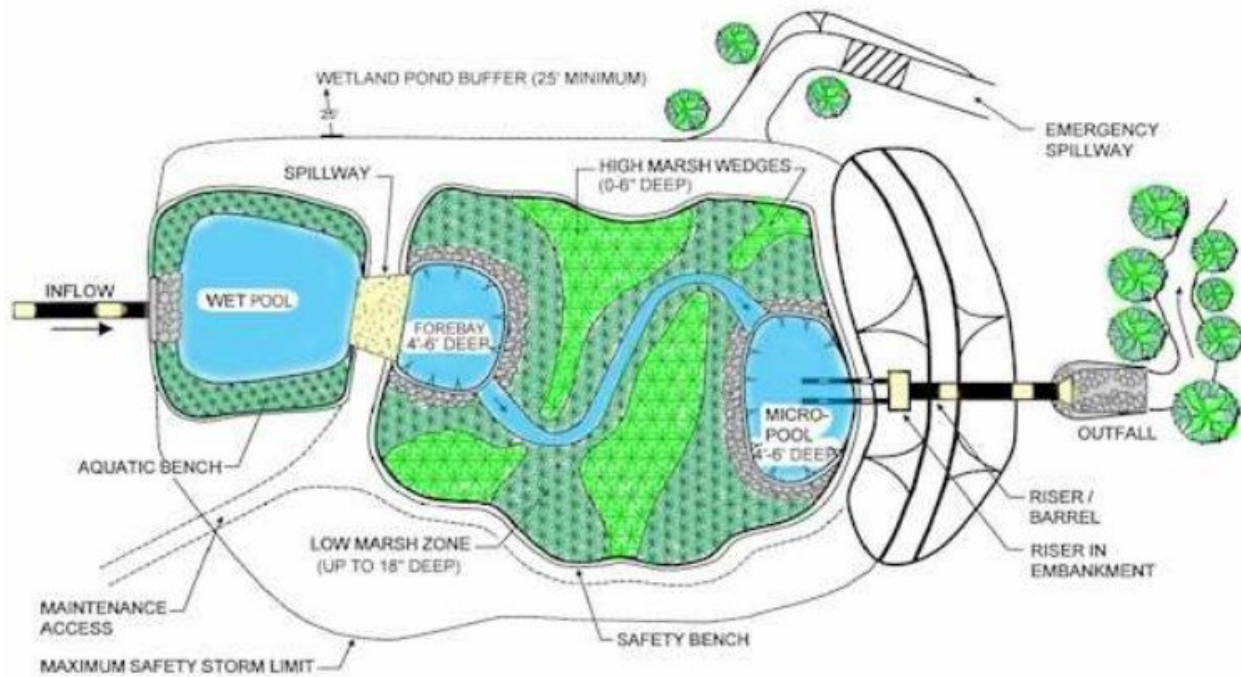 WETLAND POND BUFFER (25' MINIMUM)
25'
EMERGENCY
SPILLWAY
SPILLWAY
HIGH MARSH WEDGES
(0-6" DEEP)
INFLOW
WET POOL
FOREBAY
4'-6' DEEP
MICRO-
POOL
4'-6' DEEP
OUTFALL
AQUATIC BENCH
RISER /
BARREL
LOW MARSH ZONE
(UP TO 18" DEEP)
RISER IN
EMBANKMENT
MAINTENANCE
ACCESS
SAFETY BENCH
MAXIMUM SAFETY STORM LIMIT